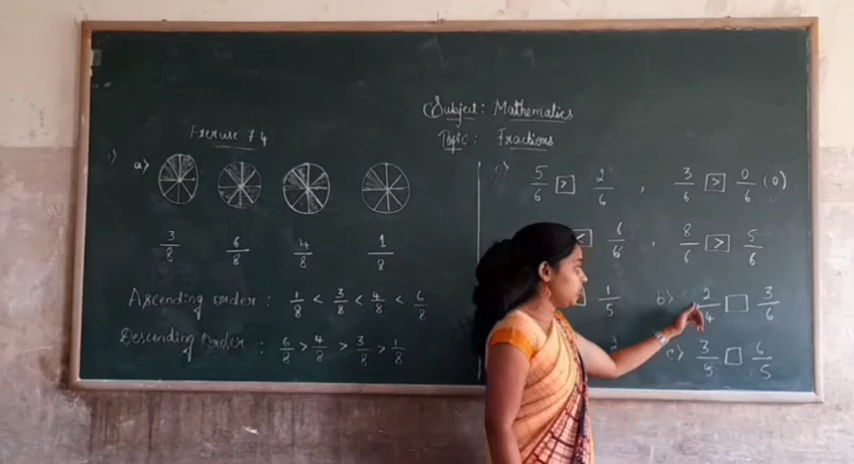 Subject: Mathematics
Topic: Fractions
Exercise 7.4
1) a)
3/8 6/8 4/8 1/8
Ascending order: 1/8 < 3/8 < 4/8 < 6/8
Descending Order: 6/8 > 4/8 > 3/8 > 1/8
c) 5/6 > 2/6 , 3/6 > 0/6 (0)
< 6/6 , 8/6 > 5/6
1/5 b) 2/4 □ 3/6
2 c) 3/5 □ 6/5